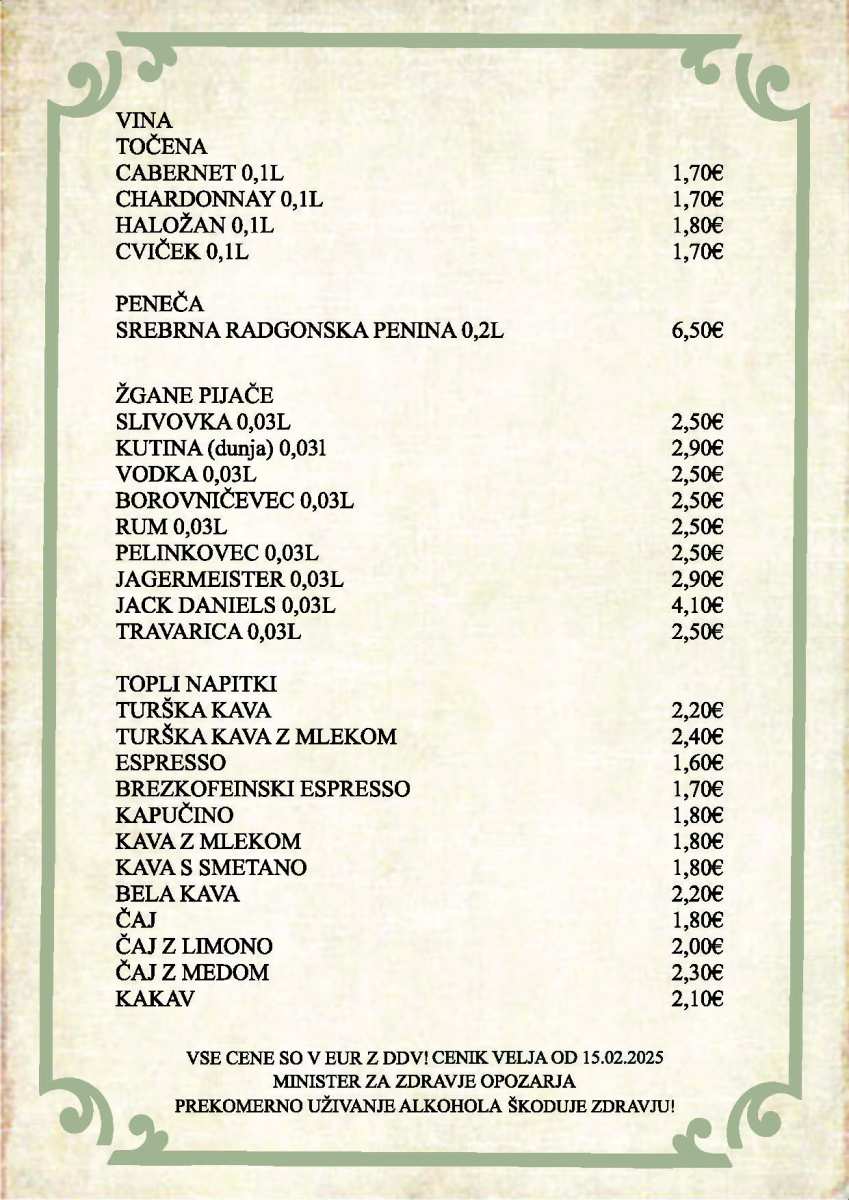 VINA
TOČENA
CABERNET 0,1L 1,70€
CHARDONNAY 0,1L 1,70€
HALOŽAN 0,1L 1,80€
CVIČEK 0,1L 1,70€
PENEČA
SREBRNA RADGONSKA PENINA 0,2L 6,50€
ŽGANE PIJAČE
SLIVOVKA 0,03L 2,50€
KUTINA (dunja) 0,03l 2,90€
VODKA 0,03L 2,50€
BOROVNIČEVEC 0,03L 2,50€
RUM 0,03L 2,50€
PELINKOVEC 0,03L 2,50€
JAGERMEISTER 0,03L 2,90€
JACK DANIELS 0,03L 4,10€
TRAVARICA 0,03L 2,50€
TOPLI NAPITKI
TURŠKA KAVA 2,20€
TURŠKA KAVA Z MLEKOM 2,40€
ESPRESSO 1,60€
BREZKOFEINSKI ESPRESSO 1,70€
KAPUČINO 1,80€
KAVA Z MLEKOM 1,80€
KAVA S SMETANO 1,80€
BELA KAVA 2,20€
ČAJ 1,80€
ČAJ Z LIMONO 2,00€
ČAJ Z MEDOM 2,30€
KAKAV 2,10€
VSE CENE SO V EUR Z DDV! CENIK VELJA OD 15.02.2025
MINISTER ZA ZDRAVJE OPOZARJA
PREKOMERNO UŽIVANJE ALKOHOLA ŠKODUJE ZDRAVJU!